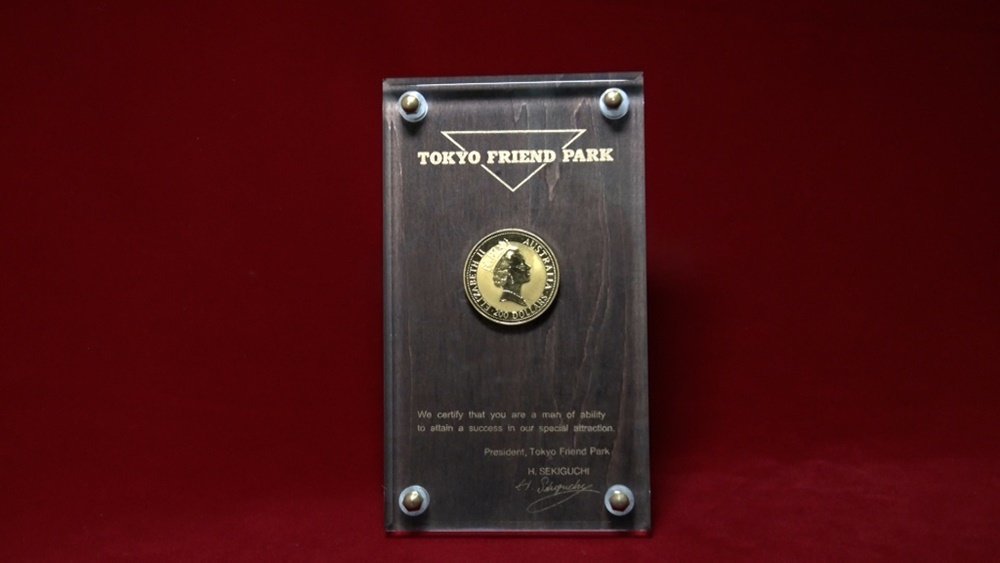 TOKYO FRIEND PARK
ELIZABETH II AUSTRALIA 200 DOLLARS
We certify that you are a man of ability
to attain a success in our special attraction.
President, Tokyo Friend Park
H. SEKIGUCHI
H. Sekiguchi